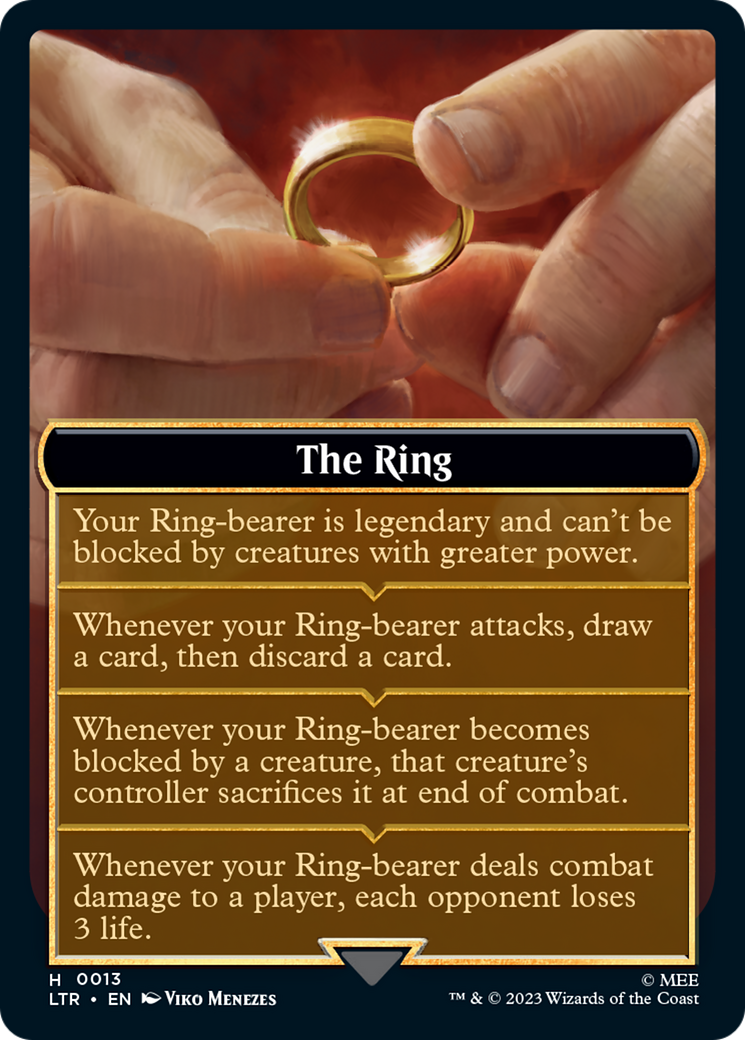 The Ring
Your Ring-bearer is legendary and can't be
blocked by creatures with greater power.
Whenever your Ring-bearer attacks, draw
a card, then discard a card.
Whenever your Ring-bearer becomes
blocked by a creature, that creature's
controller sacrifices it at end of combat.
Whenever your Ring-bearer deals combat
damage to a player, each opponent loses
3 life.
H 0013
© MEE
LTR • EN Viko Menezes
™ & © 2023 Wizards of the Coast